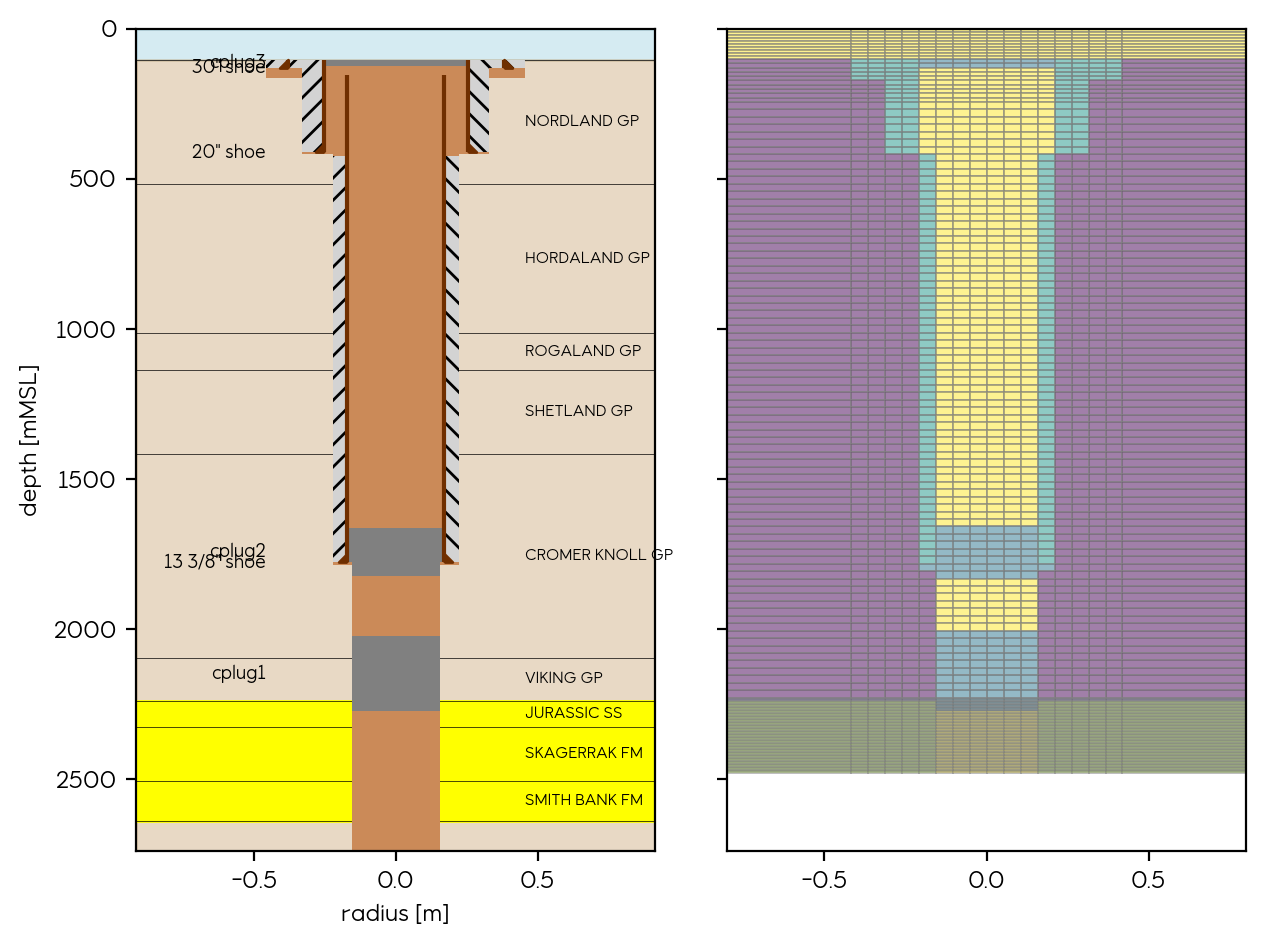 0
cplug3
30" shoe
NORDLAND GP
20" shoe
500
HORDALAND GP
1000
ROGALAND GP
SHETLAND GP
depth [mMSL]
1500
cplug2
CROMER KNOLL GP
13 3/8" shoe
2000
cplug1
VIKING GP
JURASSIC SS
SKAGERRAK FM
2500
SMITH BANK FM
−0.5 0.0 0.5
−0.5 0.0 0.5
radius [m]